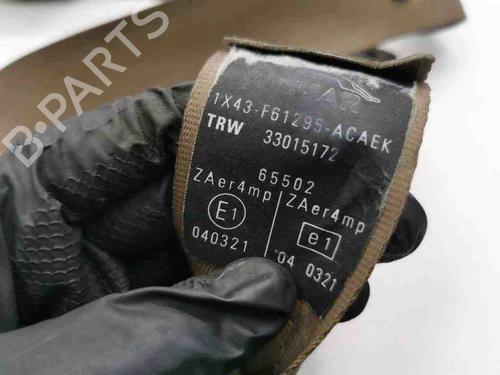 B-PARTS
1X43-F61295-ACAEK
TRW 33015172
65502
ZAer4mp ZAer4mp
E1 e1
040321 04 0321